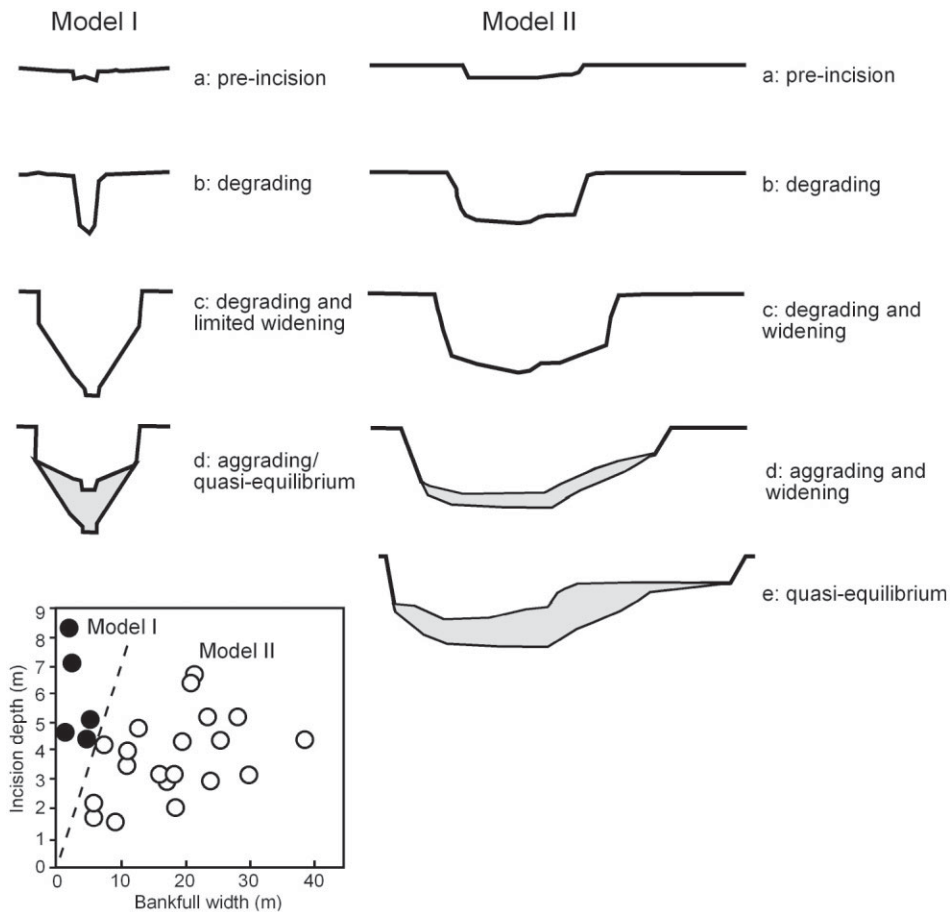 Model I
Model II
a: pre-incision
a: pre-incision
b: degrading
b: degrading
c: degrading and
limited widening
c: degrading and
widening
d: aggrading/
quasi-equilibrium
d: aggrading and
widening
e: quasi-equilibrium
9
8
7
6
5
4
3
2
1
0
Incision depth (m)
Model I
Model II
0
10
20
30
40
Bankfull width (m)